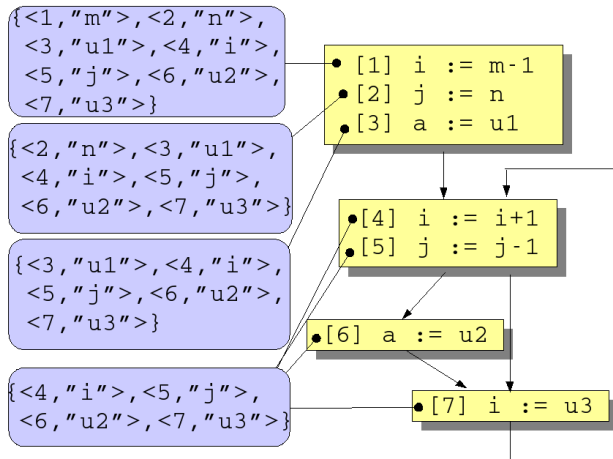 {<1,"m">,<2,"n">,
<3,"u1">,<4,"i">,
<5,"j">,<6,"u2">,
<7,"u3">}
{<2,"n">,<3,"u1">,
<4,"i">,<5,"j">,
<6,"u2">,<7,"u3">}
{<3,"u1">,<4,"i">,
<5,"j">,<6,"u2">,
<7,"u3">}
{<4,"i">,<5,"j">,
<6,"u2">,<7,"u3">}
[1] i := m-1
[2] j := n
[3] a := u1
[4] i := i+1
[5] j := j-1
[6] a := u2
[7] i := u3